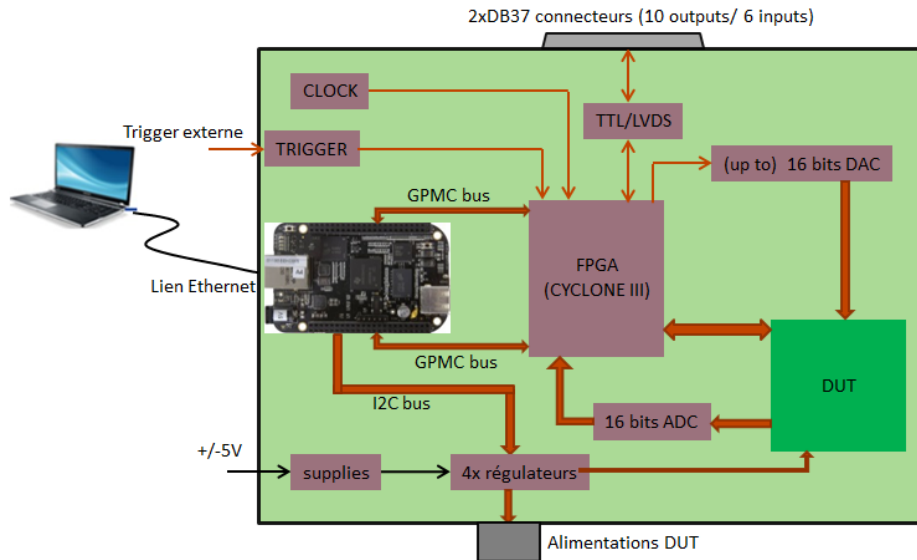 2xDB37 connecteurs (10 outputs/ 6 inputs)
CLOCK
TTL/LVDS
Trigger externe
TRIGGER
(up to) 16 bits DAC
GPMC bus
FPGA
(CYCLONE III)
Lien Ethernet
GPMC bus
DUT
I2C bus
16 bits ADC
+/-5V
supplies
4x régulateurs
Alimentations DUT